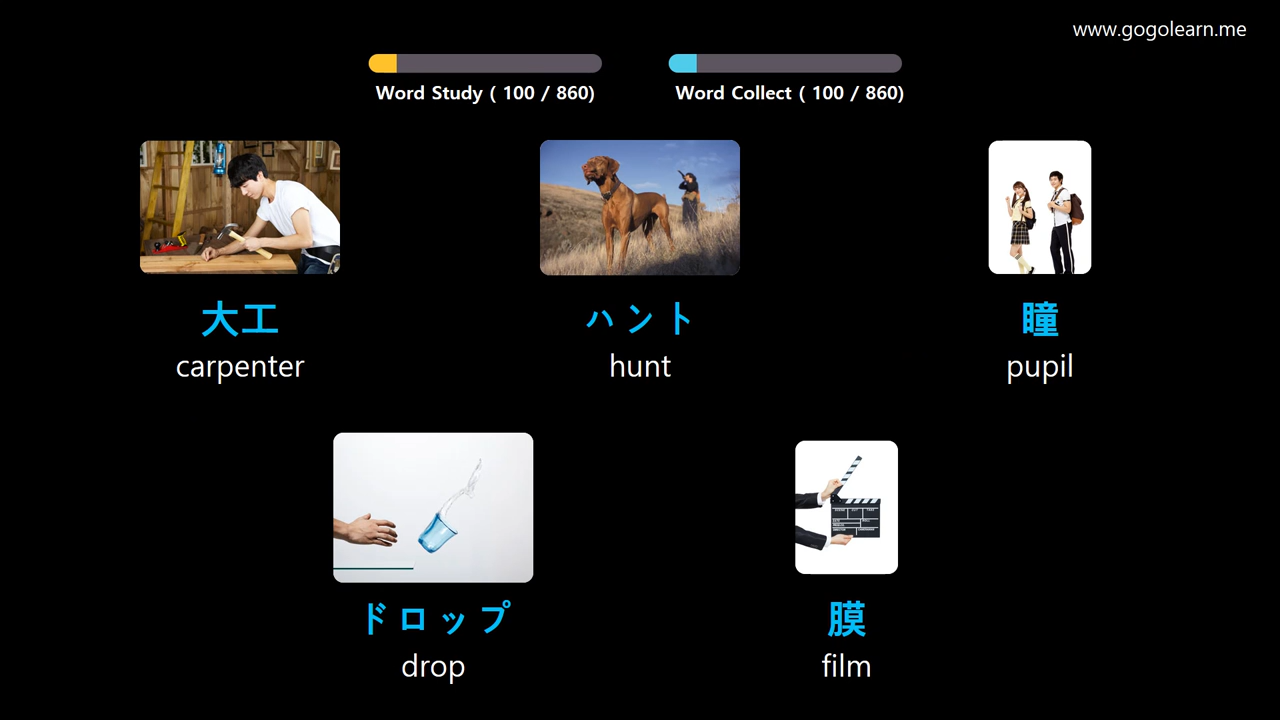 www.gogolearn.me
Word Study ( 100 / 860)
Word Collect ( 100 / 860)
大工
carpenter
ハント
hunt
瞳
pupil
ドロップ
drop
膜
film